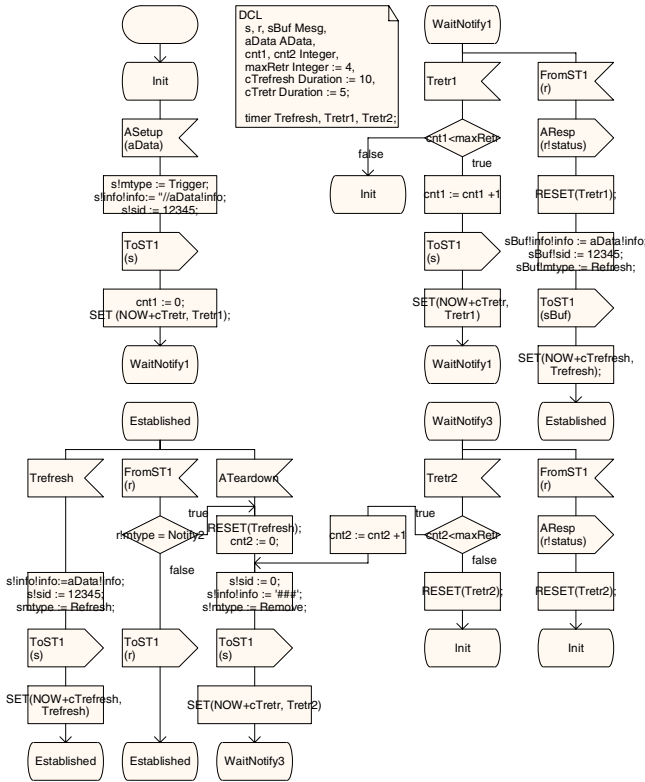 Init
ASetup
(aData)
s!mtype := Trigger;
s!info!info:= "//aData!info;
s!sid := 12345;
ToST1
(s)
cnt1 := 0;
SET (NOW+cTretr, Tretr1);
WaitNotify1
DCL
s, r, sBuf Mesg,
aData AData,
cnt1, cnt2 Integer,
maxRetr Integer := 4,
cTrefresh Duration := 10,
cTretr Duration := 5;
timer Trefresh, Tretr1, Tretr2;
WaitNotify1
Tretr1
cnt1<maxRetr
false
true
Init
cnt1 := cnt1 +1
ToST1
(s)
SET(NOW+cTretr,
Tretr1)
WaitNotify1
FromST1
(r)
AResp
(r!status)
RESET(Tretr1);
sBuf!info!info := aData!info;
sBuf!sid := 12345;
sBuf!mtype := Refresh;
ToST1
(sBuf)
SET(NOW+cTrefresh,
Trefresh);
Established
Established
Trefresh
s!info!info:=aData!info;
s!sid := 12345;
smtype := Refresh;
ToST1
(s)
SET(NOW+cTrefresh,
Trefresh)
Established
FromST1
(r)
r!mtype = Notify2
true
false
ToST1
(r)
Established
ATeardown
RESET(Trefresh);
cnt2 := 0;
s!sid := 0;
s!info!info := '###';
s!mtype := Remove;
ToST1
(s)
SET(NOW+cTretr, Tretr2)
WaitNotify3
WaitNotify3
Tretr2
cnt2<maxRetr
true
cnt2 := cnt2 +1
false
RESET(Tretr2);
Init
FromST1
(r)
AResp
(r!status)
RESET(Tretr2);
Init